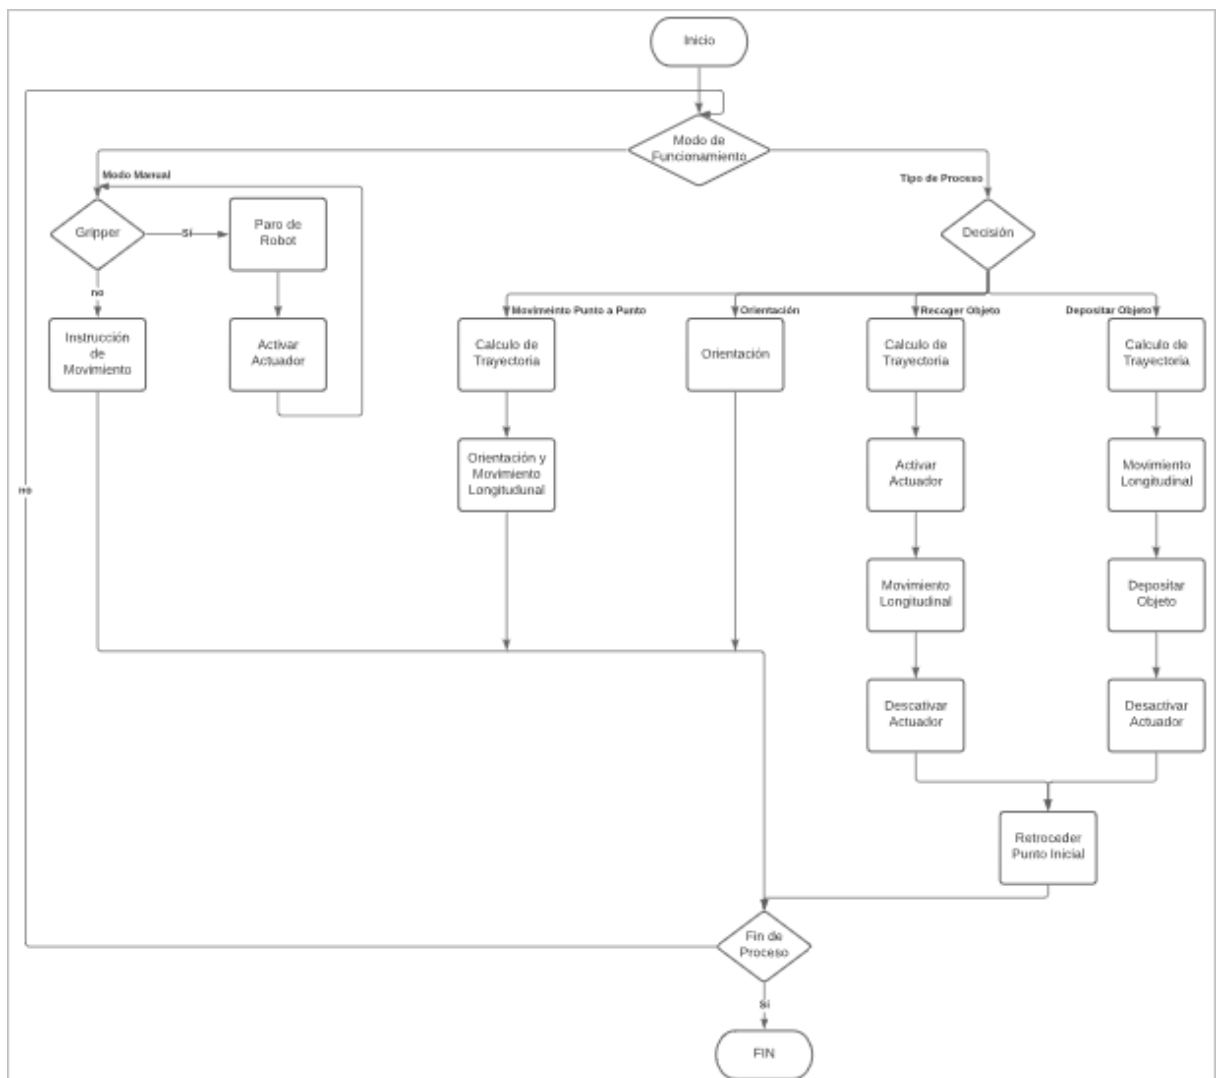 Inicio
Modo de
Funcionamiento
Modo Manual
Tipo de Proceso
Gripper
Sí
Paro de
Robot
Decisión
no
Movimeinto Punto a Punto
Orientación
Recoger Objeto
Depositar Objeto
Instrucción
de
Movimiento
Activar
Actuador
Calculo de
Trayectoria
Orientación
Calculo de
Trayectoria
Calculo de
Trayectoria
Orientación y
Movimiento
Longitudunal
Activar
Actuador
Movimiento
Longitudinal
no
Movimiento
Longitudinal
Depositar
Objeto
Descativar
Actuador
Desactivar
Actuador
Retroceder
Punto Inicial
Fin de
Proceso
Sí
FIN